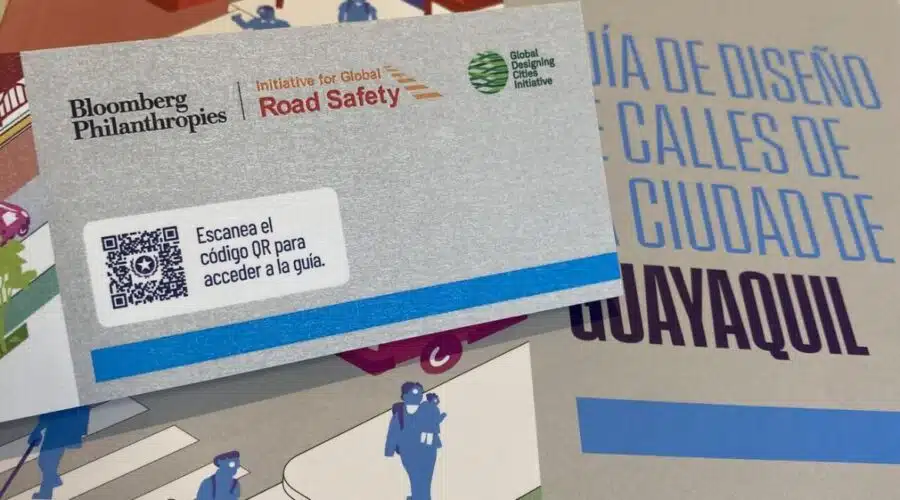 Bloomberg
Philanthropies
Initiative for Global
Road Safety
Global
Designing
Cities
Initiative
Escanea el
código QR para
acceder a la guía.
UÍA DE DISEÑO
E CALLES DE
A CIUDAD DE
GUAYAQUIL